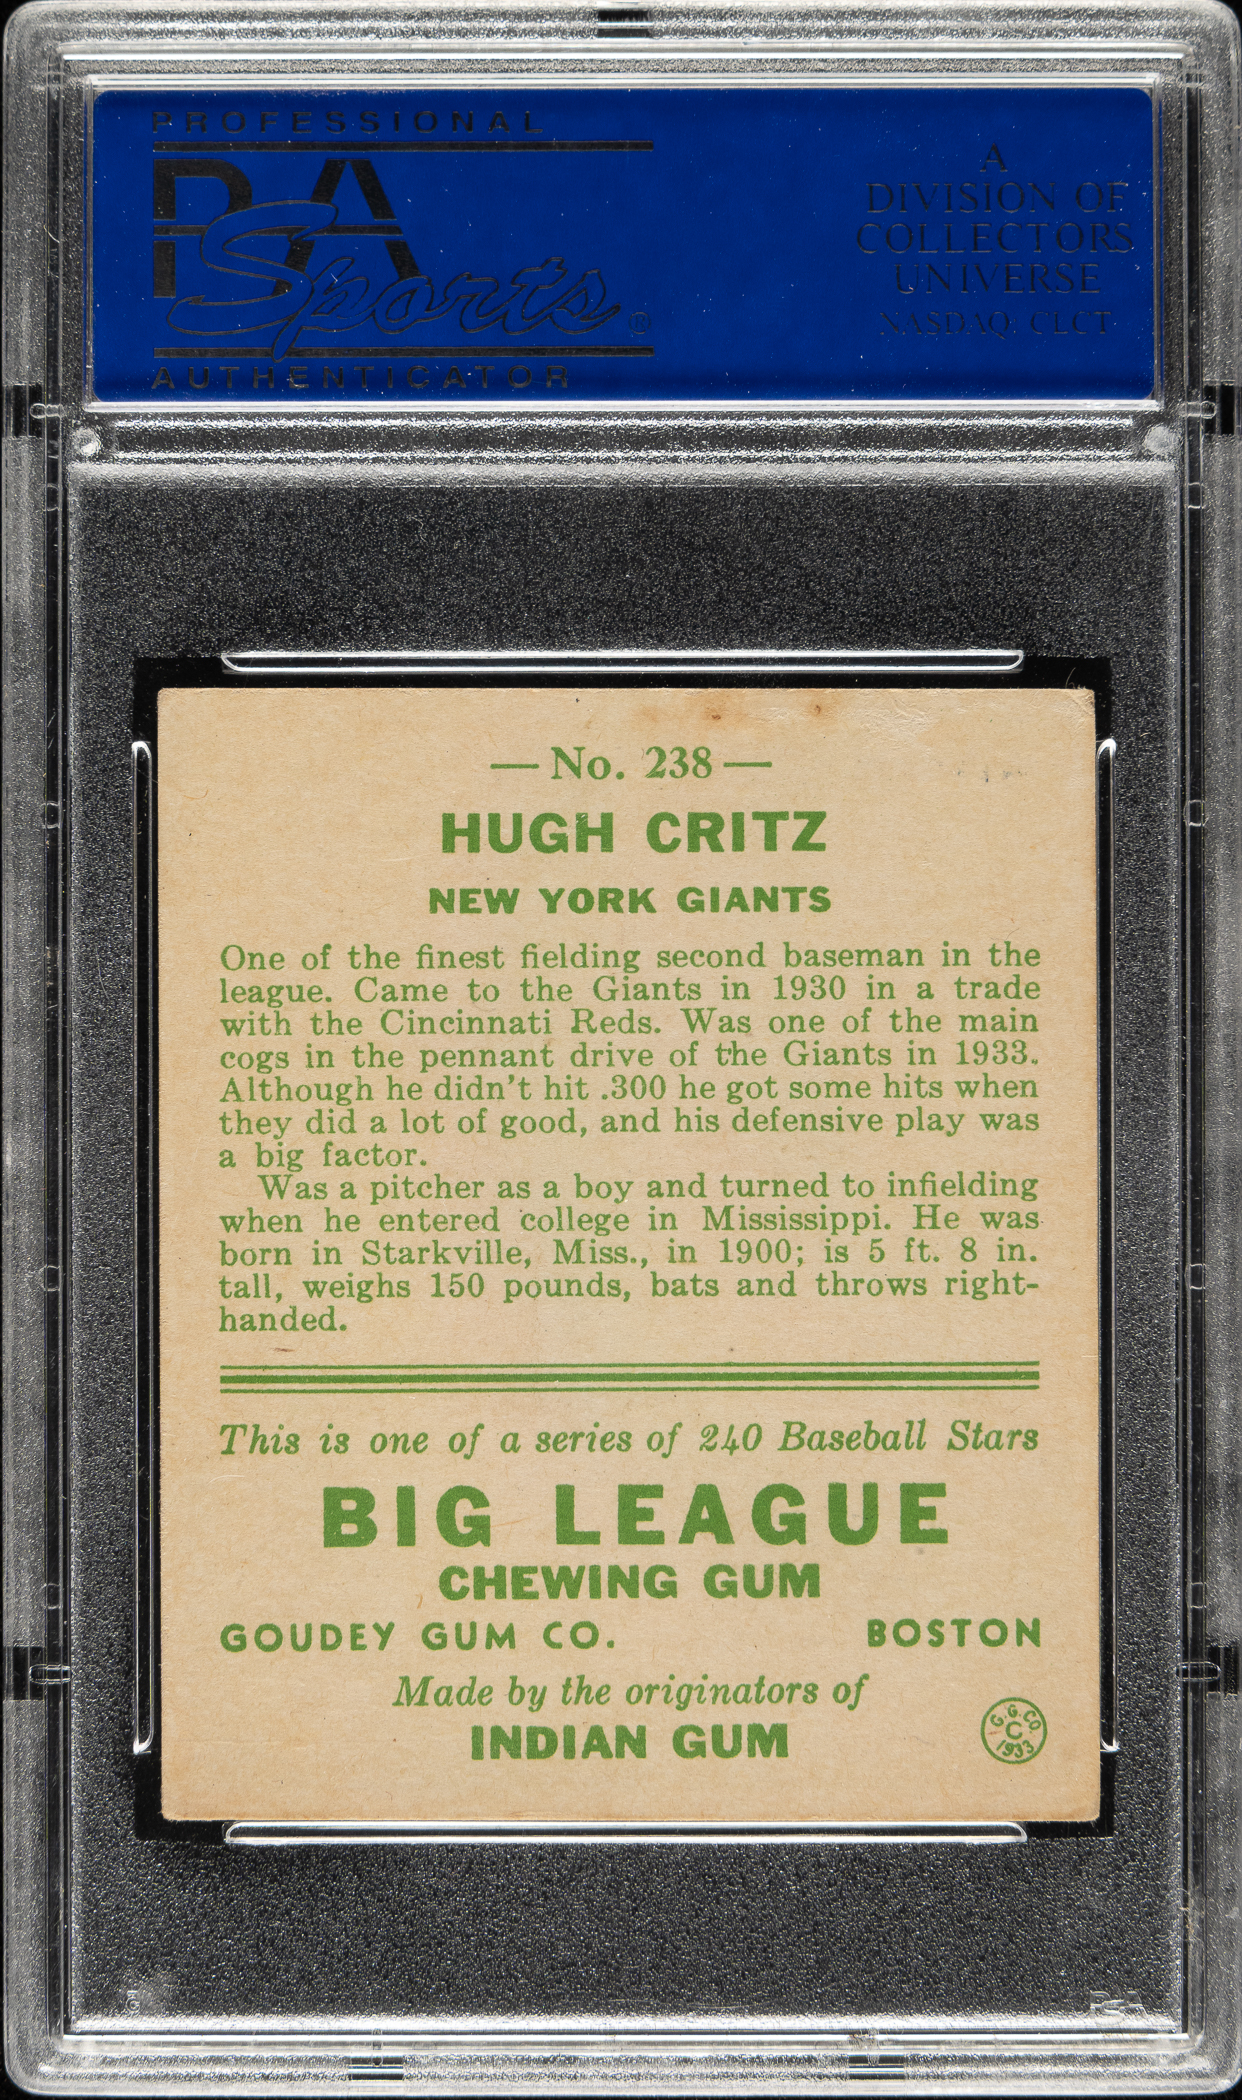 PROFESSIONAL
PSA
Sports®
AUTHENTICATOR
A
DIVISION OF
COLLECTORS
UNIVERSE
NASDAQ: CLCT
— No. 238 —
HUGH CRITZ
NEW YORK GIANTS
One of the finest fielding second baseman in the
league. Came to the Giants in 1930 in a trade
with the Cincinnati Reds. Was one of the main
cogs in the pennant drive of the Giants in 1933.
Although he didn't hit .300 he got some hits when
they did a lot of good, and his defensive play was
a big factor.
Was a pitcher as a boy and turned to infielding
when he entered college in Mississippi. He was
born in Starkville, Miss., in 1900; is 5 ft. 8 in.
tall, weighs 150 pounds, bats and throws right-
handed.
This is one of a series of 240 Baseball Stars
BIG LEAGUE
CHEWING GUM
GOUDEY GUM CO. BOSTON
Made by the originators of
INDIAN GUM
G.G.CO.
C
1933
PSA